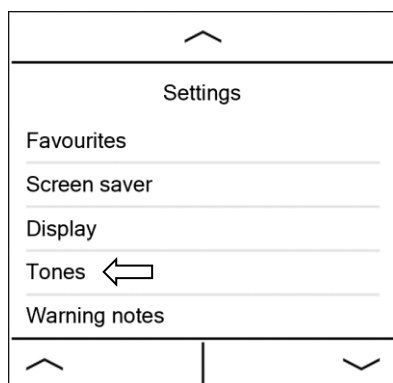 Settings
Favourites
Screen saver
Display
Tones
Warning notes